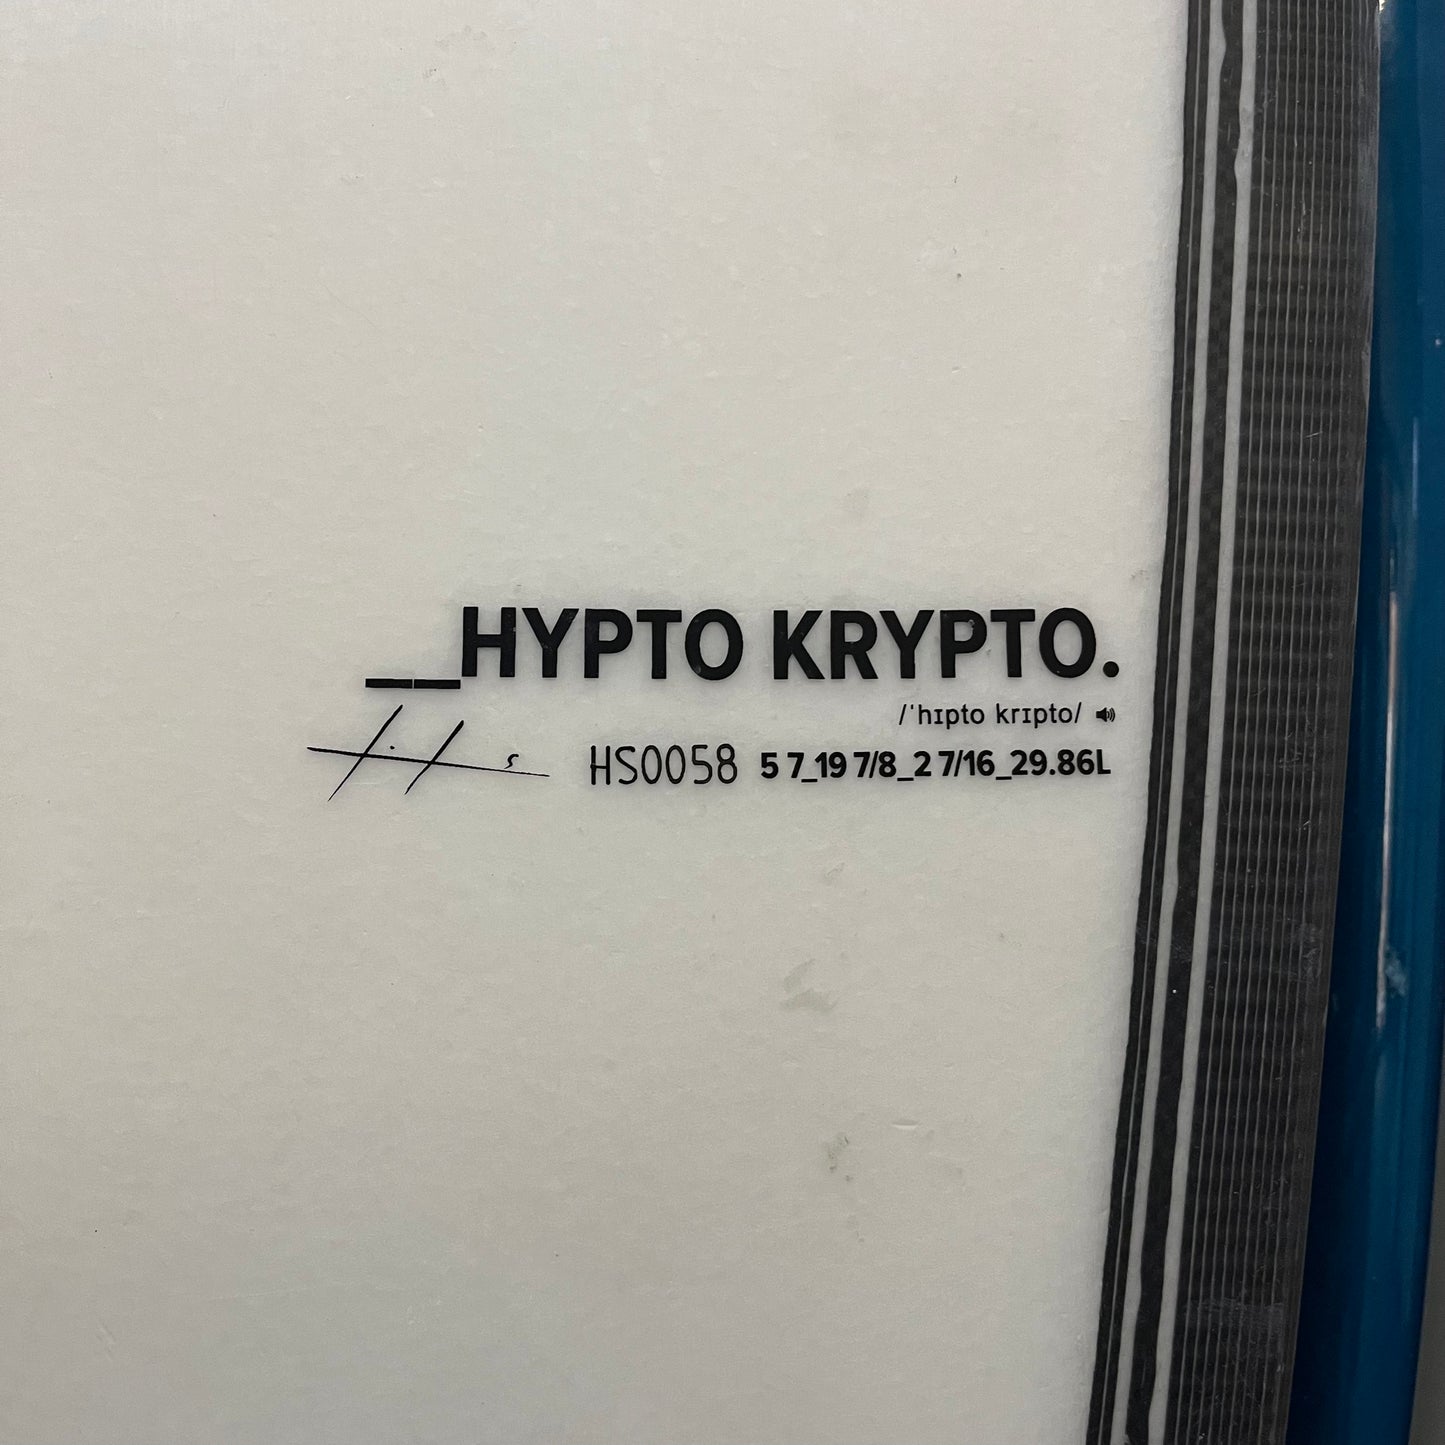 __HYPTO KRYPTO.
/ˈhɪpto krɪpto/
HS0058 5 7_19 7/8_2 7/16_29.86L